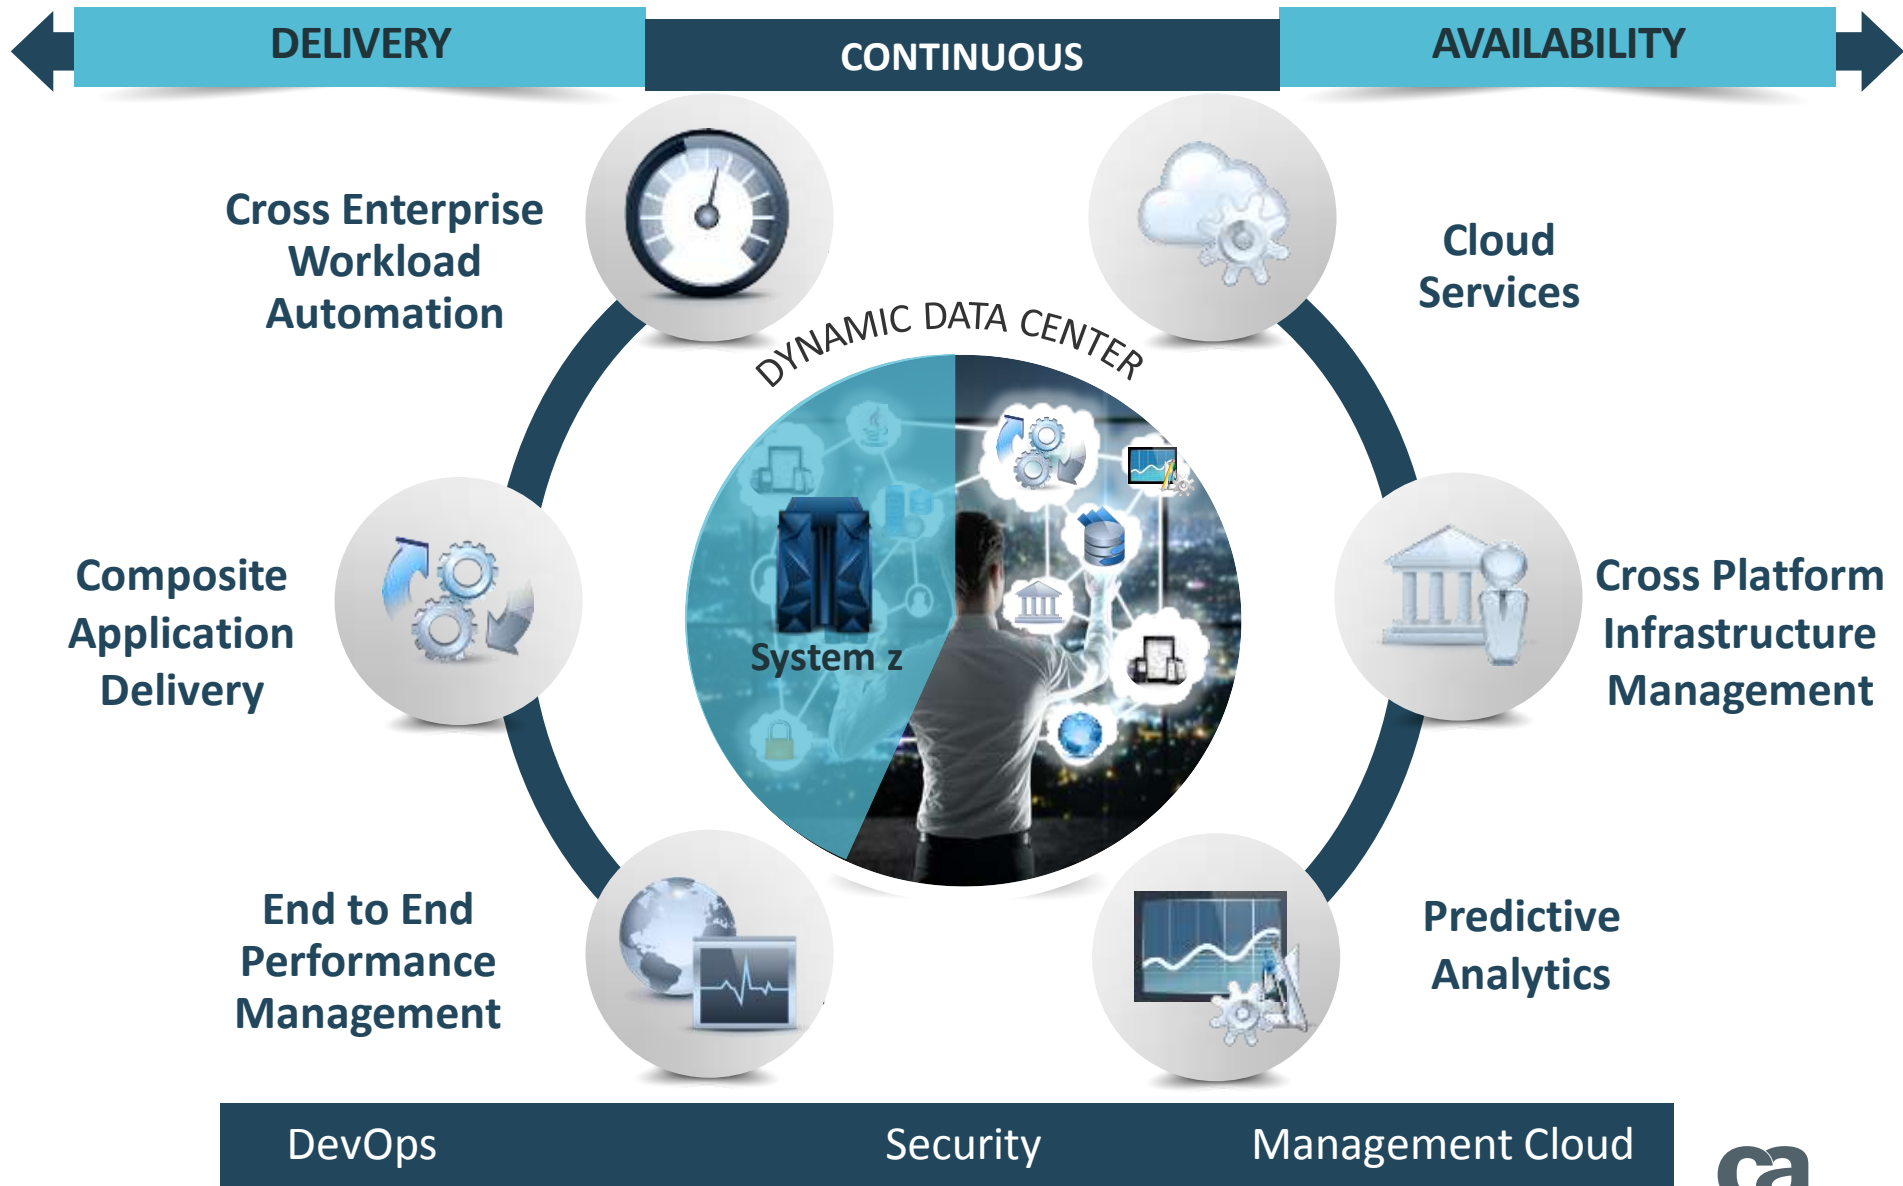 DELIVERY
CONTINUOUS
AVAILABILITY
Cross Enterprise
Workload
Automation
Cloud
Services
DYNAMIC DATA CENTER
Composite
Application
Delivery
System z
Cross Platform
Infrastructure
Management
End to End
Performance
Management
Predictive
Analytics
DevOps
Security
Management Cloud
ca